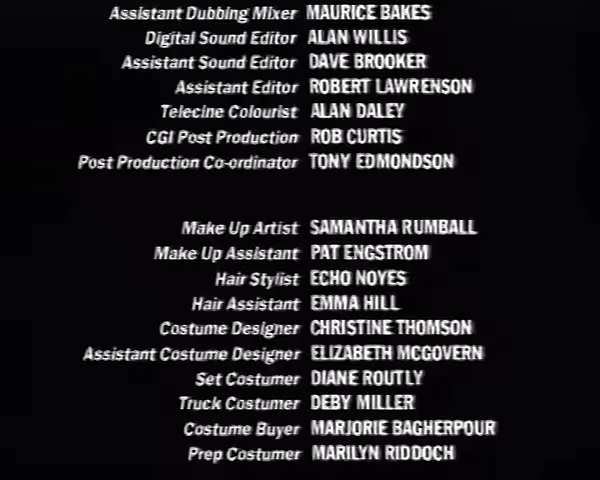 Assistant Dubbing Mixer MAURICE BAKES
Digital Sound Editor ALAN WILLIS
Assistant Sound Editor DAVE BROOKER
Assistant Editor ROBERT LAWRENSON
Telecine Colourist ALAN DALEY
CGI Post Production ROB CURTIS
Post Production Co-ordinator TONY EDMONDSON
Make Up Artist SAMANTHA RUMBALL
Make Up Assistant PAT ENGSTROM
Hair Stylist ECHO NOYES
Hair Assistant EMMA HILL
Costume Designer CHRISTINE THOMSON
Assistant Costume Designer ELIZABETH MCGOVERN
Set Costumer DIANE ROUTLY
Truck Costumer DEBY MILLER
Costume Buyer MARJORIE BAGHERPOUR
Prep Costumer MARILYN RIDDOCH